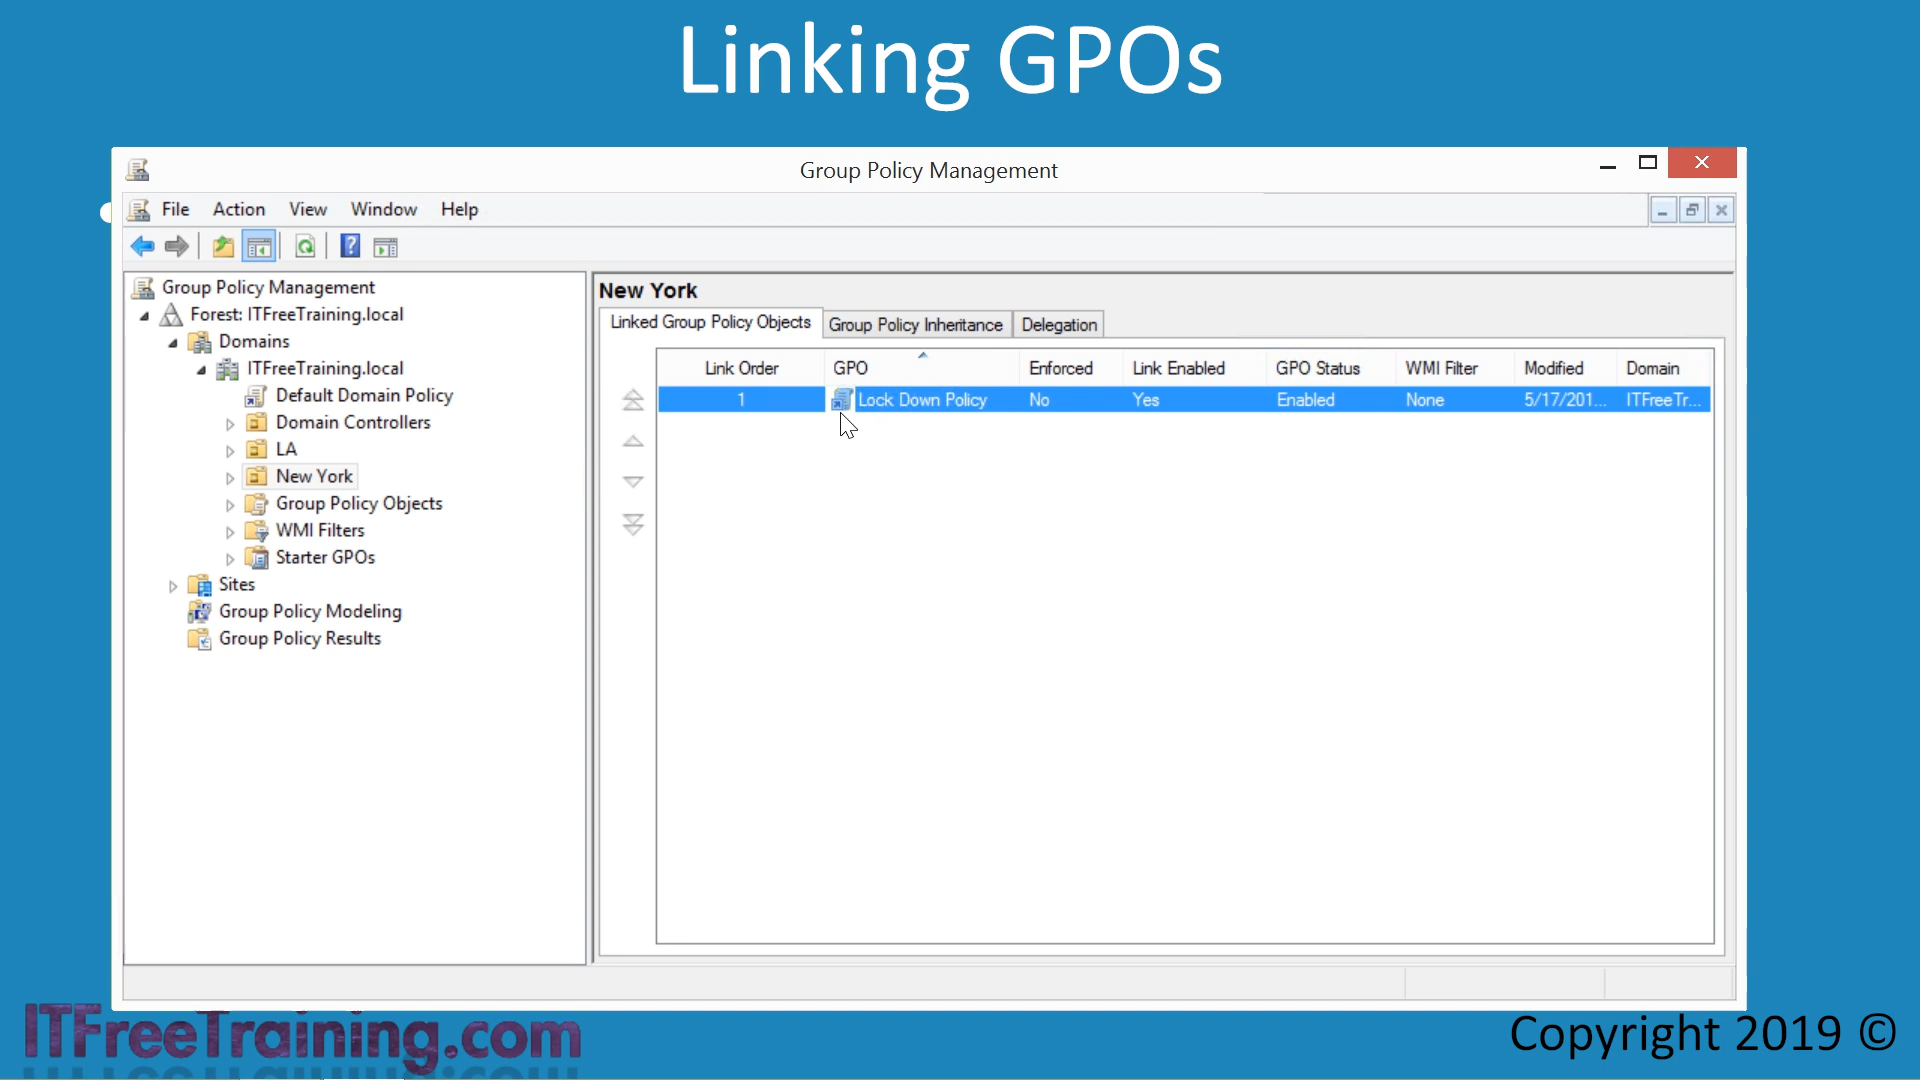 Linking GPOs
Group Policy Management
File Action View Window Help
Group Policy Management
Forest: ITFreeTraining.local
Domains
ITFreeTraining.local
Default Domain Policy
Domain Controllers
LA
New York
Group Policy Objects
WMI Filters
Starter GPOs
Sites
Group Policy Modeling
Group Policy Results
New York
Linked Group Policy Objects Group Policy Inheritance Delegation
Link Order GPO Enforced Link Enabled GPO Status WMI Filter Modified Domain
1 Lock Down Policy No Yes Enabled None 5/17/201... ITFreeTr...
ITFreeTraining.com
Copyright 2019 ©